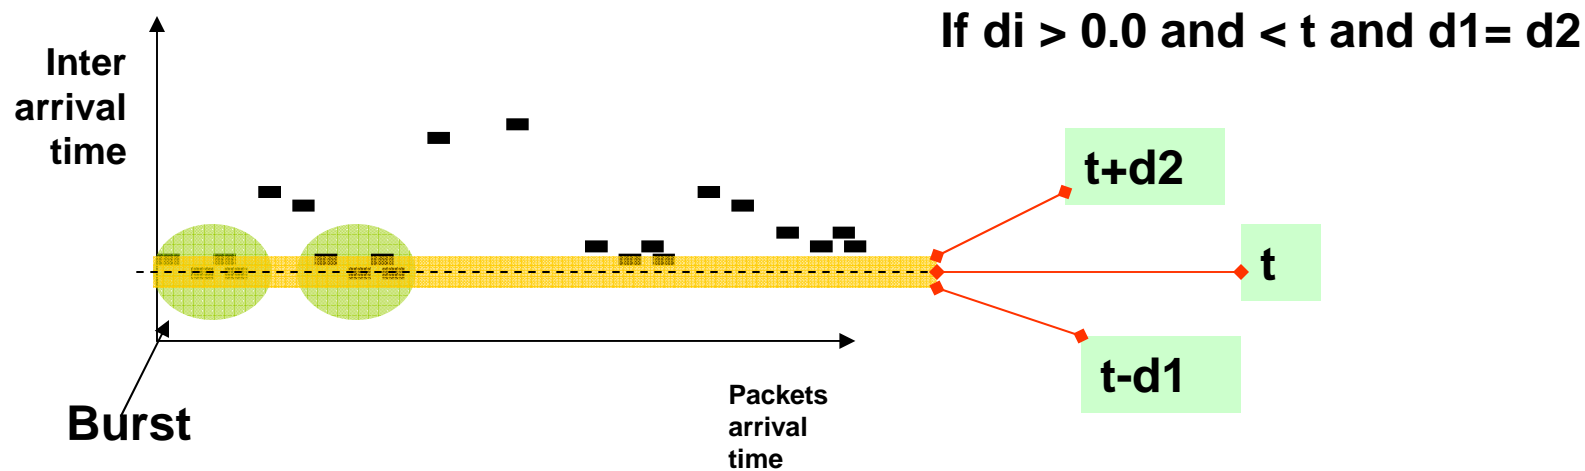 If di > 0.0 and < t and d1= d2
Inter
arrival
time
t+d2
t
t-d1
Burst
Packets
arrival
time